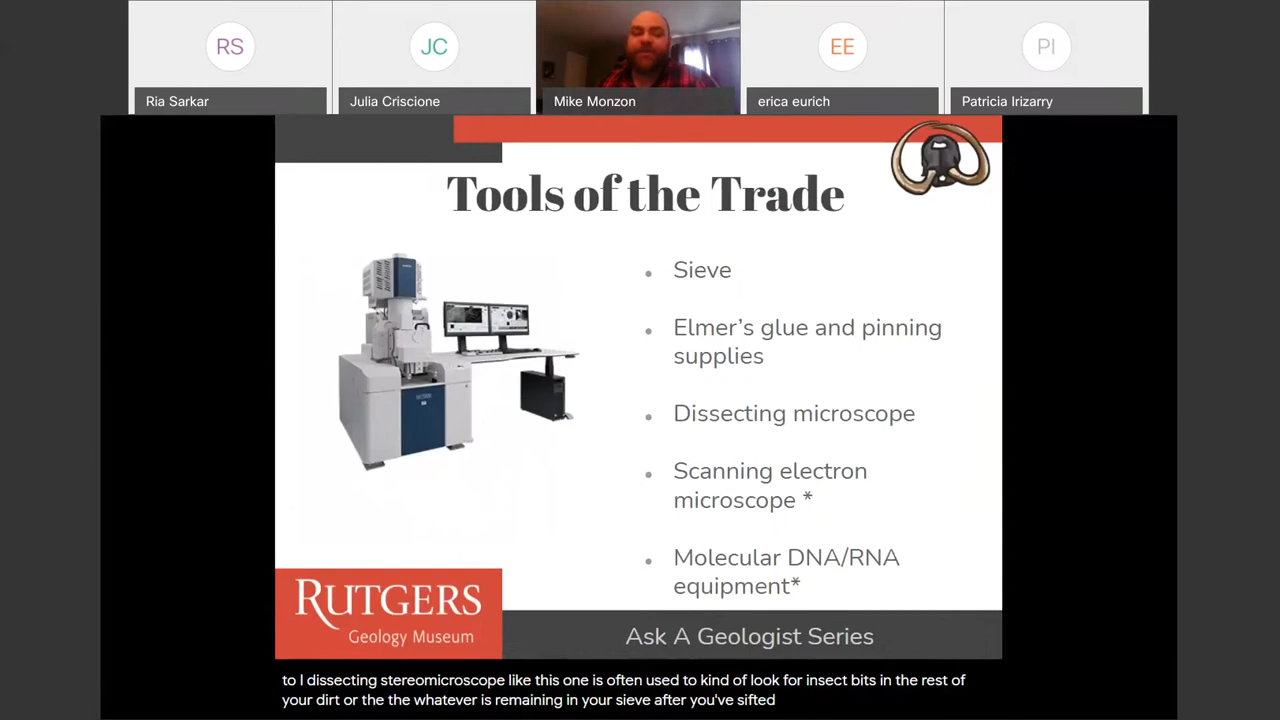 RS
JC
EE
PI
Ria Sarkar
Julia Criscione
Mike Monzon
erica eurich
Patricia Irizarry
Tools of the Trade
• Sieve
• Elmer's glue and pinning
supplies
• Dissecting microscope
• Scanning electron
microscope *
• Molecular DNA/RNA
equipment*
RUTGERS
Geology Museum
Ask A Geologist Series
to I dissecting stereomicroscope like this one is often used to kind of look for insect bits in the rest of
your dirt or the the whatever is remaining in your sieve after you've sifted